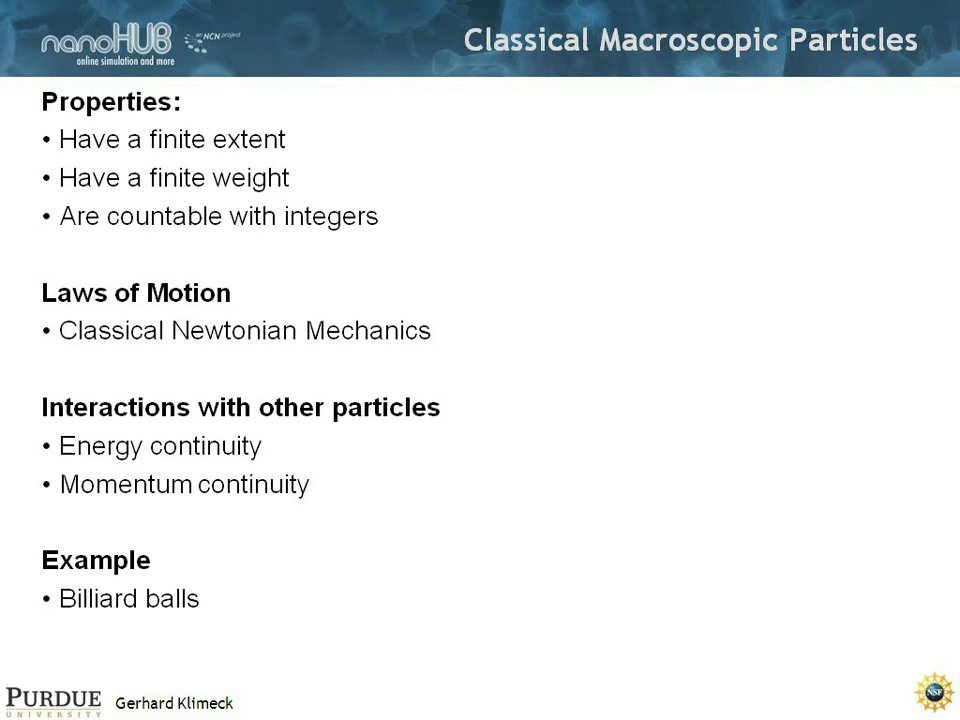 nanoHUB
an NCN project
online simulation and more
Classical Macroscopic Particles
Properties:
• Have a finite extent
• Have a finite weight
• Are countable with integers
Laws of Motion
• Classical Newtonian Mechanics
Interactions with other particles
• Energy continuity
• Momentum continuity
Example
• Billiard balls
PURDUE
UNIVERSITY
Gerhard Klimeck
NSF